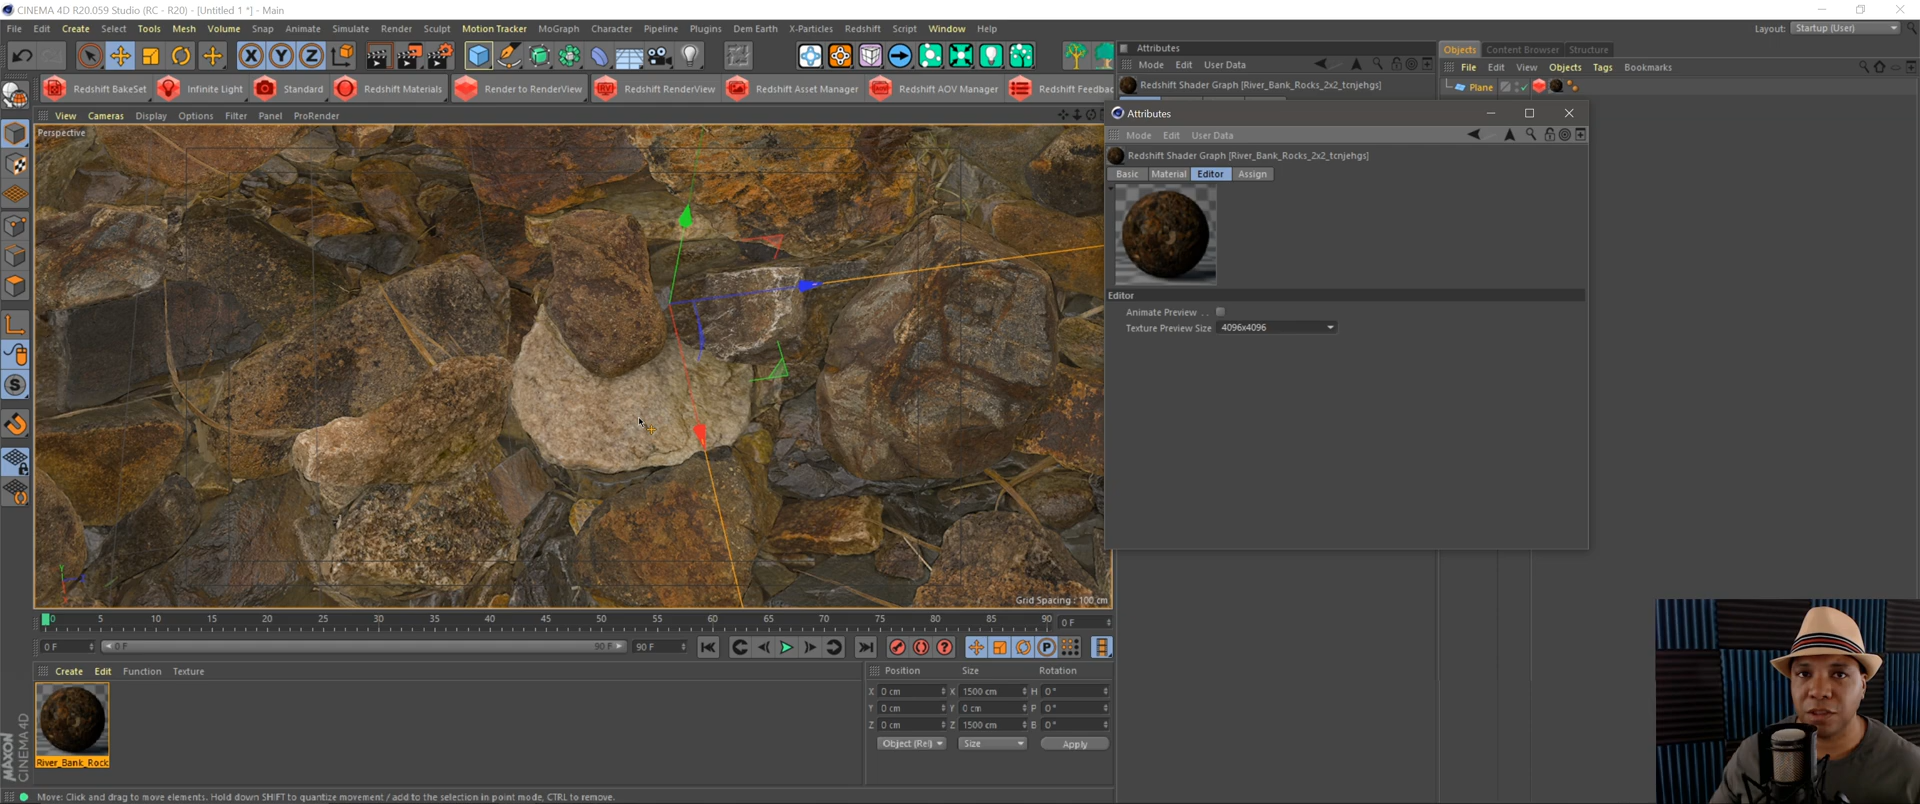 CINEMA 4D R20.059 Studio (RC - R20) - [Untitled 1 *] - Main
File Edit Create Select Tools Mesh Volume Snap Animate Simulate Render Sculpt Motion Tracker MoGraph Character Pipeline Plugins Dem Earth X-Particles Redshift Script Window Help
Layout: Startup (User)
Attributes
Objects Content Browser Structure
Mode Edit User Data
File Edit View Objects Tags Bookmarks
Redshift Shader Graph [River_Bank_Rocks_2x2_tcnjehgs]
Plane
X Y Z
Redshift BakeSet Infinite Light Standard Redshift Materials Render to RenderView Redshift RenderView Redshift Asset Manager Redshift AOV Manager Redshift Feedbac
View Cameras Display Options Filter Panel ProRender
Perspective
Attributes
Mode Edit User Data
Redshift Shader Graph [River_Bank_Rocks_2x2_tcnjehgs]
Basic Material Editor Assign
Editor
Animate Preview . .
Texture Preview Size 4096x4096
S
Y
Grid Spacing : 100 cm
0 5 10 15 20 25 30 35 40 45 50 55 60 65 70 75 80 85 90 0 F
0 F 0 F 90 F 90 F P
Create Edit Function Texture
Position Size Rotation
X 0 cm X 1500 cm H 0 °
Y 0 cm Y 0 cm P 0 °
Z 0 cm Z 1500 cm B 0 °
Object (Rel) Size Apply
River_Bank_Rock
MAXON CINEMA 4D
Move: Click and drag to move elements. Hold down SHIFT to quantize movement / add to the selection in point mode, CTRL to remove.